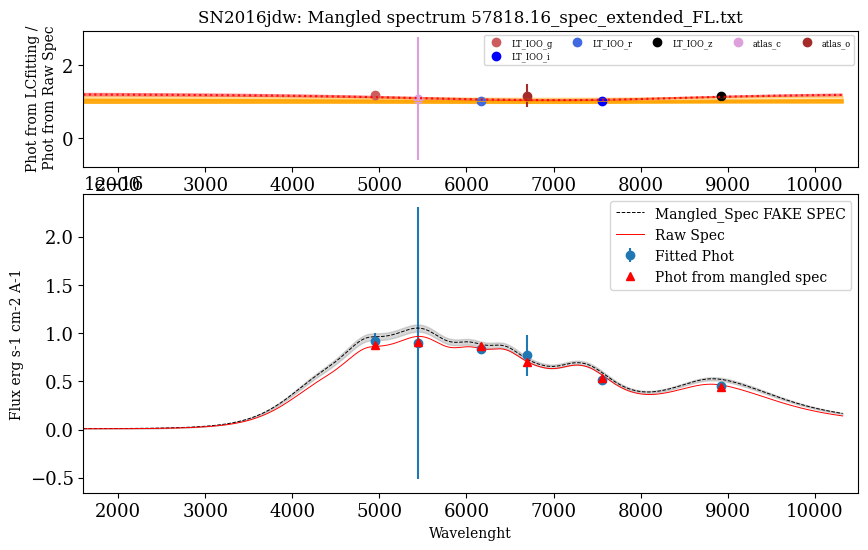 SN2016jdw: Mangled spectrum 57818.16_spec_extended_FL.txt
Phot from LCfitting /
Phot from Raw Spec
2
0
LT_IOO_g LT_IOO_r LT_IOO_z atlas_c atlas_o
LT_IOO_i
2000 3000 4000 5000 6000 7000 8000 9000 10000
Flux erg s-1 cm-2 A-1
2.0
1.5
1.0
0.5
0.0
−0.5
Mangled_Spec FAKE SPEC
Raw Spec
Fitted Phot
Phot from mangled spec
2000 3000 4000 5000 6000 7000 8000 9000 10000
Wavelenght